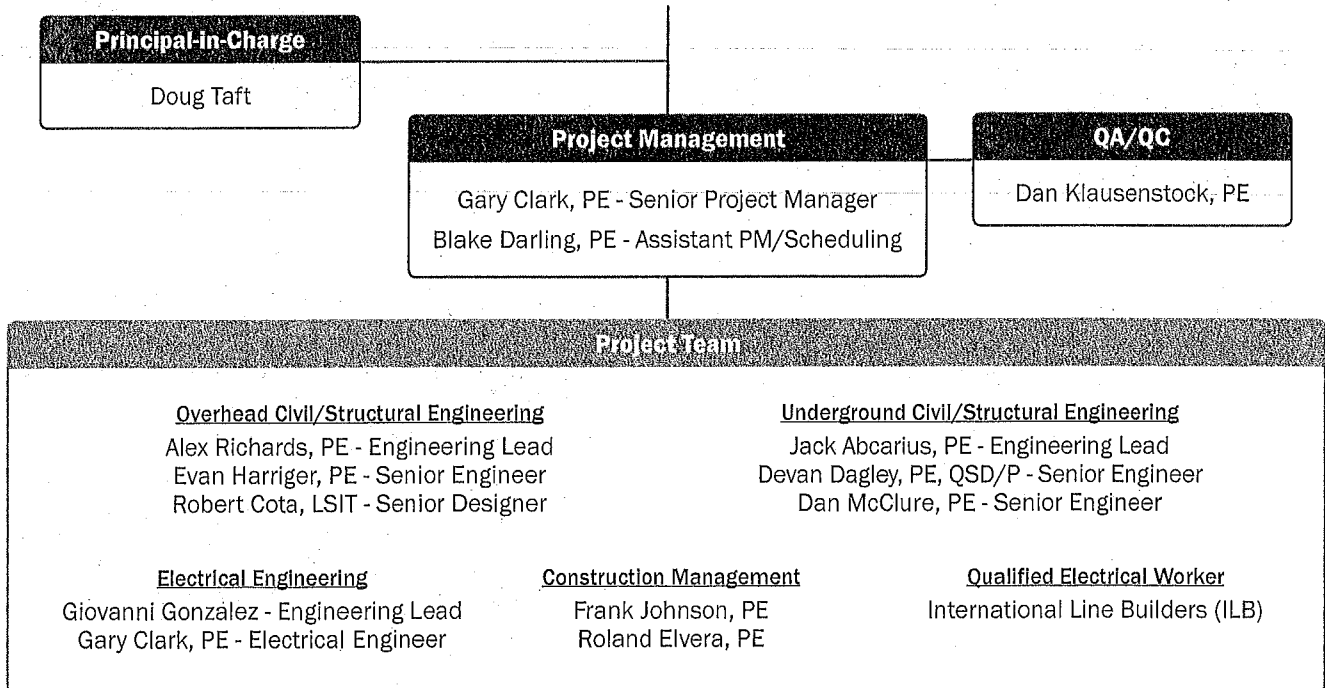 Principal-in-Charge
Doug Taft
Project Management
Gary Clark, PE - Senior Project Manager
Blake Darling, PE - Assistant PM/Scheduling
QA/QC
Dan Klausenstock, PE
Project Team
Overhead Civil/Structural Engineering
Alex Richards, PE - Engineering Lead
Evan Harriger, PE - Senior Engineer
Robert Cota, LSIT - Senior Designer
Underground Civil/Structural Engineering
Jack Abcarius, PE - Engineering Lead
Devan Dagley, PE, QSD/P - Senior Engineer
Dan McClure, PE - Senior Engineer
Electrical Engineering
Giovanni González - Engineering Lead
Gary Clark, PE - Electrical Engineer
Construction Management
Frank Johnson, PE
Roland Elvera, PE
Qualified Electrical Worker
International Line Builders (ILB)